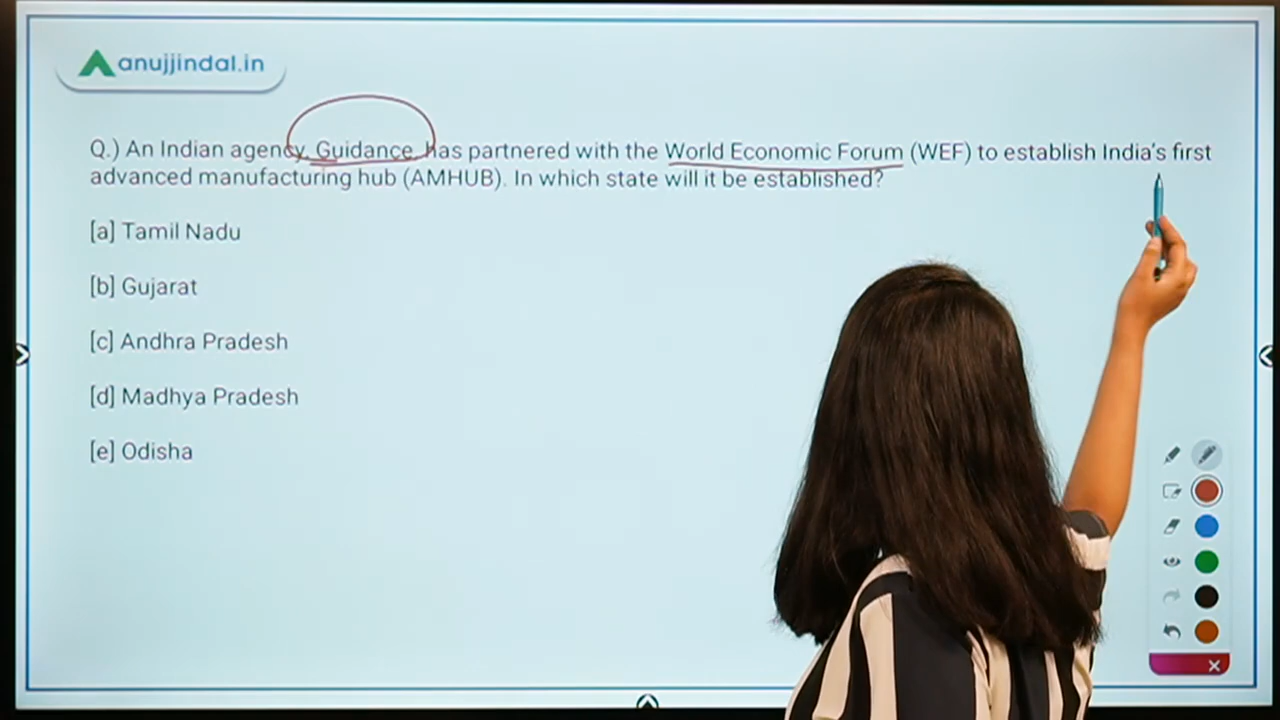 anujjindal.in
Q.) An Indian agency, Guidance, has partnered with the World Economic Forum (WEF) to establish India's first
advanced manufacturing hub (AMHUB). In which state will it be established?
[a] Tamil Nadu
[b] Gujarat
[c] Andhra Pradesh
[d] Madhya Pradesh
[e] Odisha